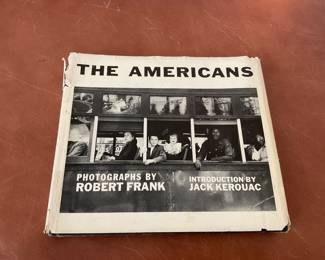 THE AMERICANS
PHOTOGRAPHS BY
ROBERT FRANK
INTRODUCTION BY
JACK KEROUAC